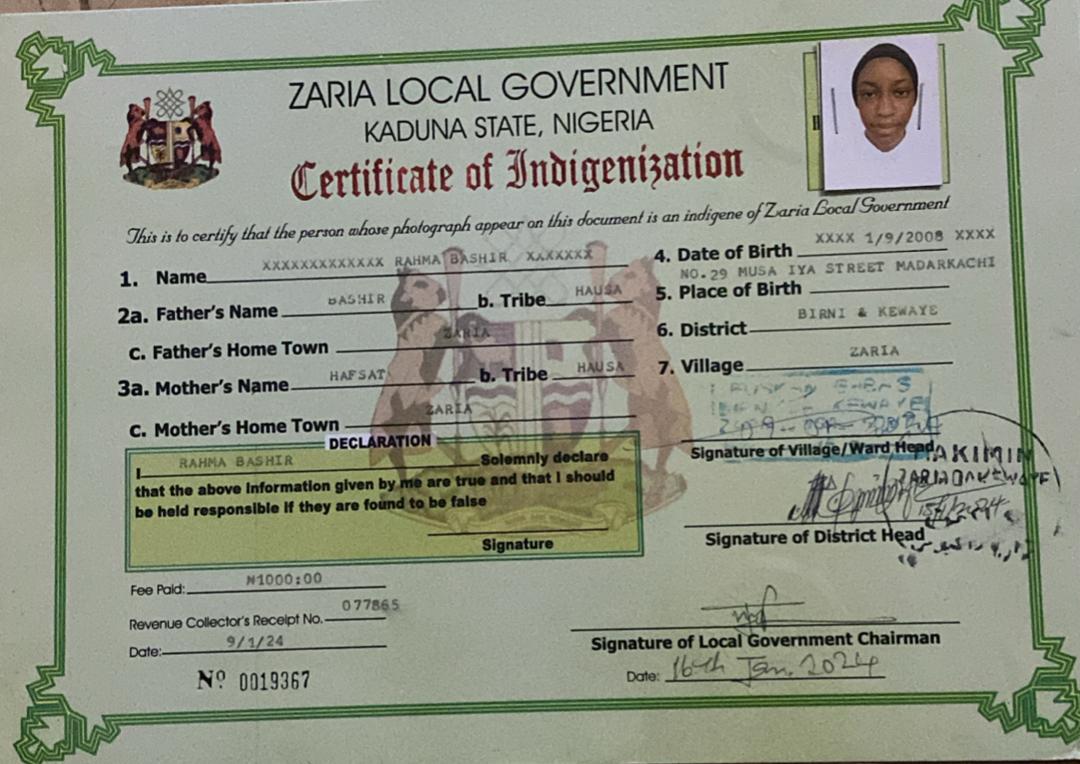 ZARIA LOCAL GOVERNMENT
KADUNA STATE, NIGERIA
Certificate of Indigenization
This is to certify that the person whose photograph appear on this document is an indigene of Zaria Local Government
1. Name XXXXXXXXXXXXX RAHMA BASHIR XXXXXXX
2a. Father's Name BASHIR b. Tribe HAUSA
C. Father's Home Town ZARIA
3a. Mother's Name HAFSAT b. Tribe HAUSA
C. Mother's Home Town ZARIA
4. Date of Birth XXXX 1/9/2008 XXXX
NO.29 MUSA IYA STREET MADARKACHI
5. Place of Birth
6. District BIRNI & KEWAYE
7. Village ZARIA
DECLARATION
I RAHMA BASHIR Solemnly declare
that the above information given by me are true and that I should
be held responsible if they are found to be false
Signature
Signature of Village/Ward Head
Signature of District Head
Fee Paid: ₦1000:00
Revenue Collector's Receipt No. 077865
Date: 9/1/24
Nº 0019367
Signature of Local Government Chairman
Date: 16th Jan. 2024